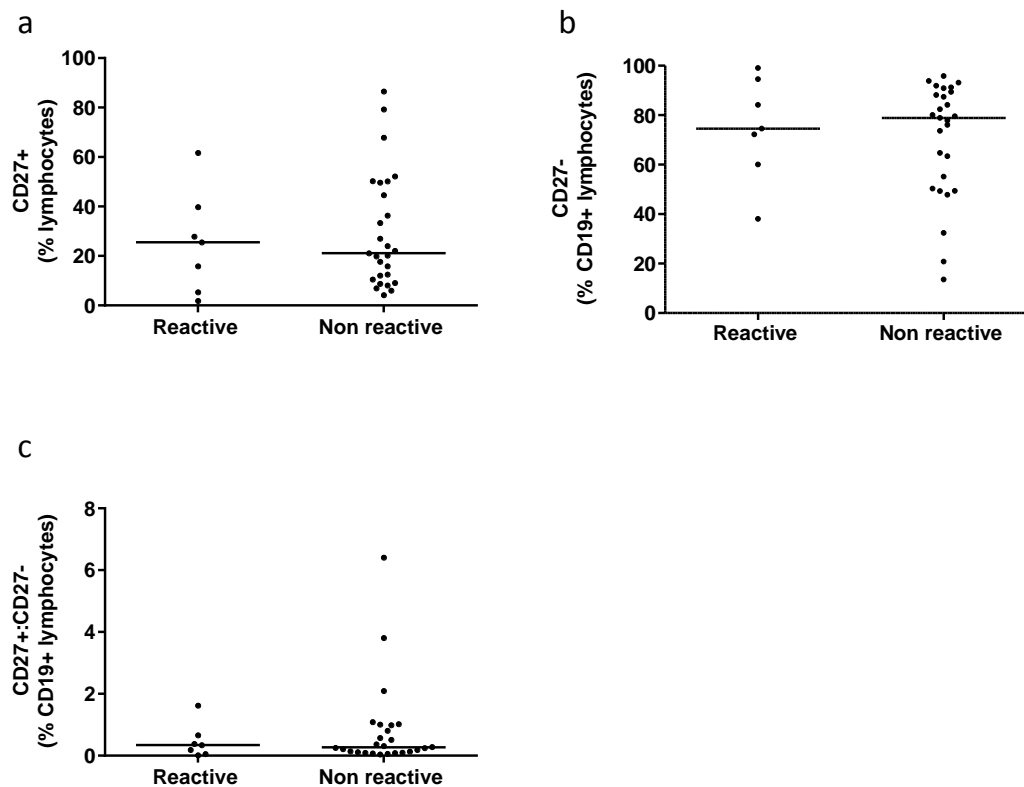 a
CD27+
(% lymphocytes)
100
80
60
40
20
0
Reactive
Non reactive
b
CD27-
(% CD19+ lymphocytes)
100
80
60
40
20
0
Reactive
Non reactive
c
CD27+:CD27-
(% CD19+ lymphocytes)
8
6
4
2
0
Reactive
Non reactive